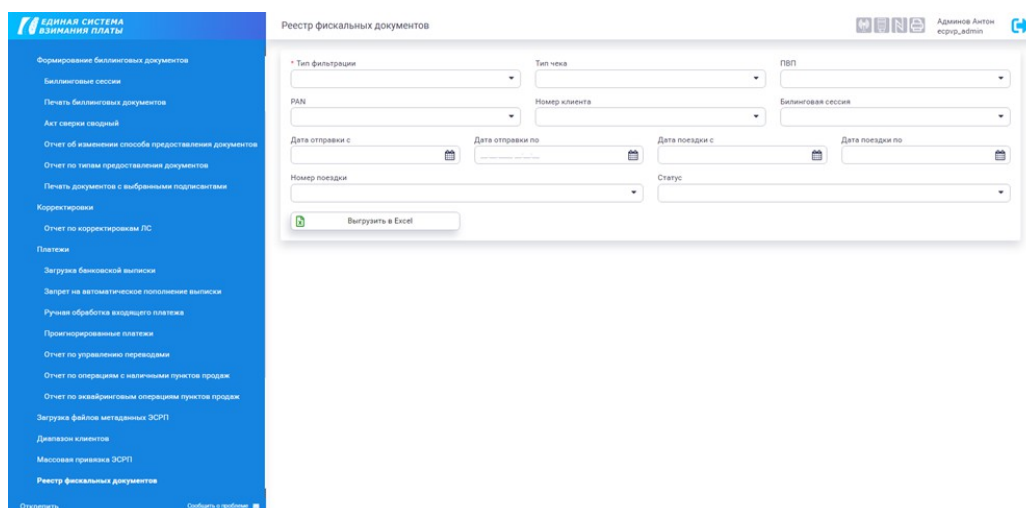 ЕДИНАЯ СИСТЕМА
ВЗИМАНИЯ ПЛАТЫ
Реестр фискальных документов
Админов Антон
ecpvp_admin
Формирование биллинговых документов
Биллинговые сессии
Печать биллинговых документов
Акт сверки сводный
Отчет об изменении способа предоставления документов
Отчет по типам предоставления документов
Печать документов с выбранными подписантами
Корректировки
Отчет по корректировкам ЛС
Платежи
Загрузка банковской выписки
Запрет на автоматическое пополнение выписки
Ручная обработка входящего платежа
Проигнорированные платежи
Отчет по управлению переводами
Отчет по операциям с наличными пунктов продаж
Отчет по эквайринговым операциям пунктов продаж
Загрузка файлов метаданных ЭСРП
Диапазон клиентов
Массовая привязка ЭСРП
Реестр фискальных документов
Открепить
Сообщить о проблеме
* Тип фильтрации
Тип чека
ПВП
PAN
Номер клиента
Билинговая сессия
Дата отправки с
Дата отправки по
Дата поездки с
Дата поездки по
Номер поездки
Статус
Выгрузить в Excel